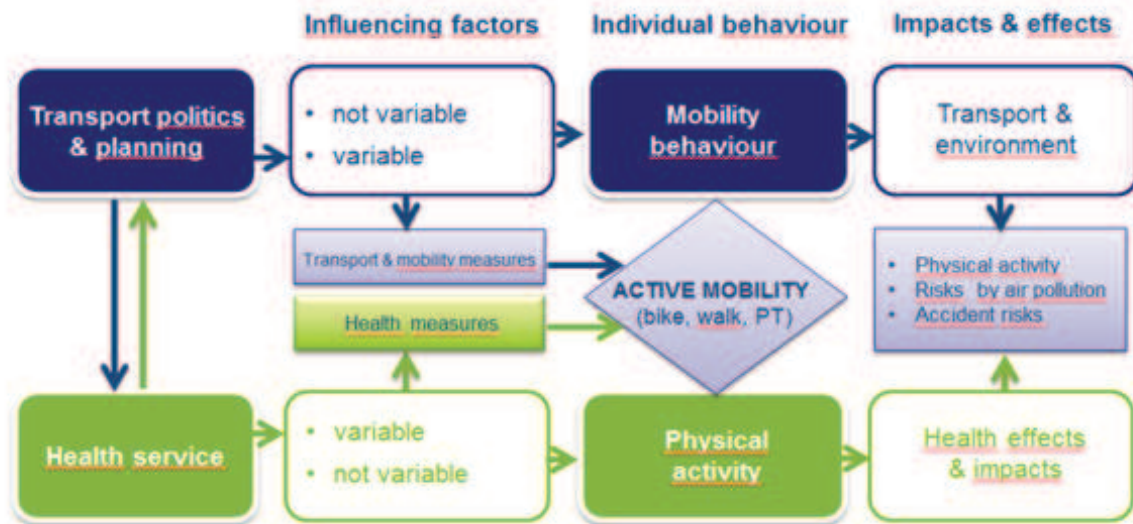 Influencing factors
Individual behaviour
Impacts & effects
Transport politics
& planning
• not variable
• variable
Mobility
behaviour
Transport &
environment
Transport & mobility measures
Health measures
ACTIVE MOBILITY
(bike, walk, PT)
• Physical activity
• Risks by air pollution
• Accident risks
Health service
• variable
• not variable
Physical
activity
Health effects
& impacts